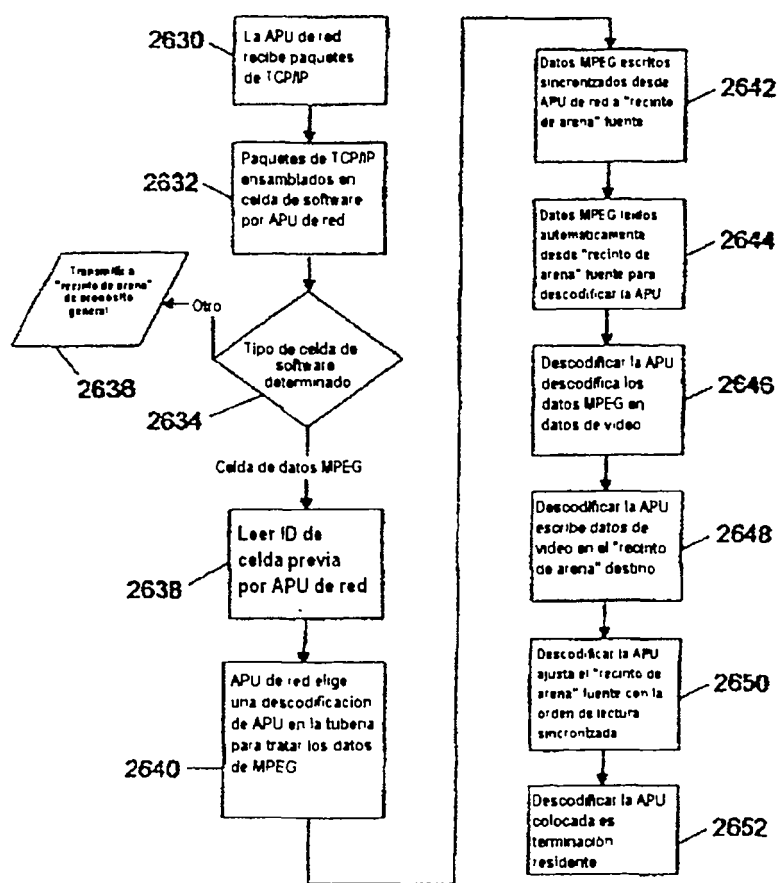 2630
La APU de red
recibe paquetes
de TCP/IP
2632
Paquetes de TCP/IP
ensamblados en
celda de software
por APU de red
Transmitir a
"recinto de arena"
de proposito
general
Otro
2638
Tipo de celda de
software
determinado
2634
Celda de datos MPEG
2638
Leer ID de
celda previa
por APU de red
2640
APU de red elige
una descodificacion
de APU en la tuberia
para tratar los datos
de MPEG
Datos MPEG escritos
sincronizados desde
APU de red a "recinto
de arena" fuente
2642
Datos MPEG leidos
automaticamente
desde "recinto de
arena" fuente para
descodificar la APU
2644
Descodificar la APU
descodifica los
datos MPEG en
datos de video
2646
Descodificar la APU
escribe datos de
video en el "recinto
de arena" destino
2648
Descodificar la APU
ajusta el "recinto de
arena" fuente con la
orden de lectura
sincronizada
2650
Descodificar la APU
colocada es
terminación
residente
2652